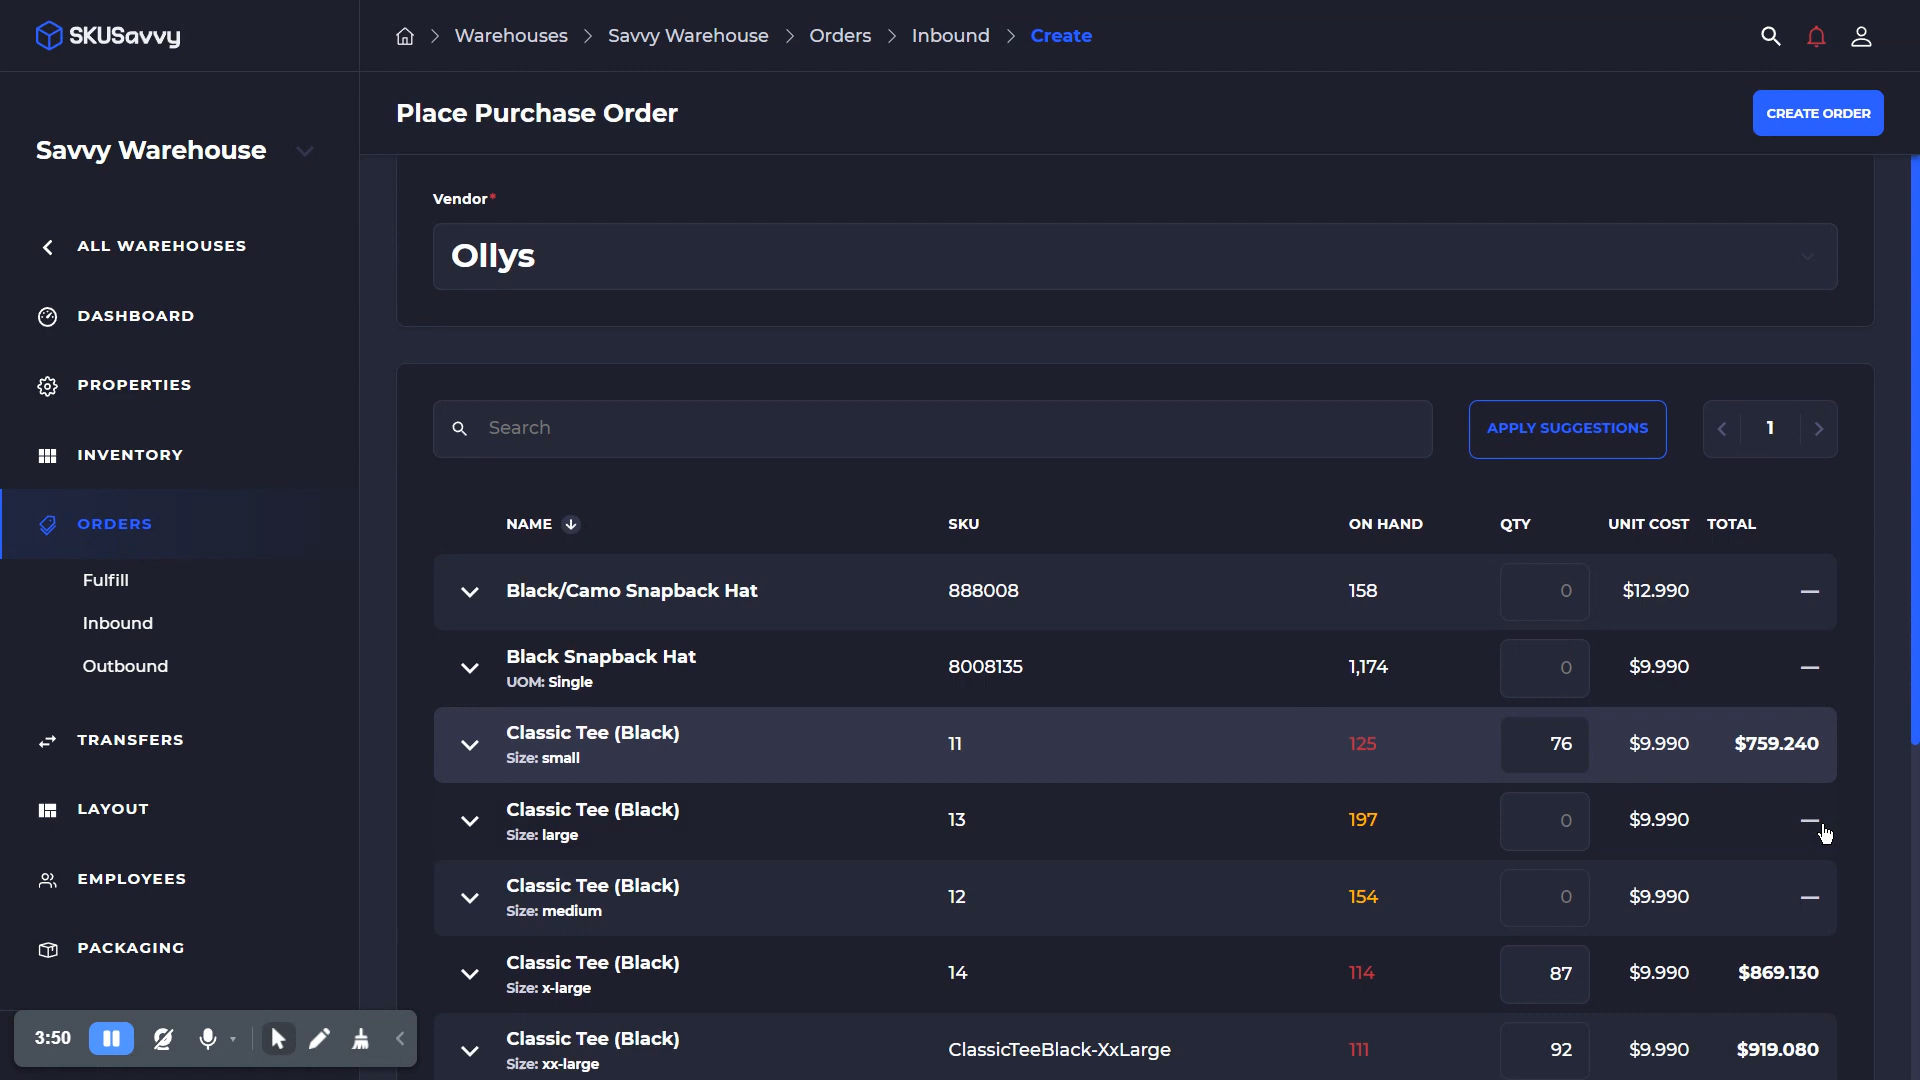 SKUSavvy
Warehouses
Savvy Warehouse
Orders
Inbound
Create
Place Purchase Order
CREATE ORDER
Savvy Warehouse
ALL WAREHOUSES
DASHBOARD
PROPERTIES
INVENTORY
ORDERS
Fulfill
Inbound
Outbound
TRANSFERS
LAYOUT
EMPLOYEES
PACKAGING
3:50
Vendor*
Ollys
Search
APPLY SUGGESTIONS
1
NAME SKU ON HAND QTY UNIT COST TOTAL
Black/Camo Snapback Hat 888008 158 0 $12.990 —
Black Snapback Hat 8008135 1,174 0 $9.990 —
UOM: Single
Classic Tee (Black) 11 125 76 $9.990 $759.240
Size: small
Classic Tee (Black) 13 197 0 $9.990 —
Size: large
Classic Tee (Black) 12 154 0 $9.990 —
Size: medium
Classic Tee (Black) 14 114 87 $9.990 $869.130
Size: x-large
Classic Tee (Black) ClassicTeeBlack-XxLarge 111 92 $9.990 $919.080
Size: xx-large